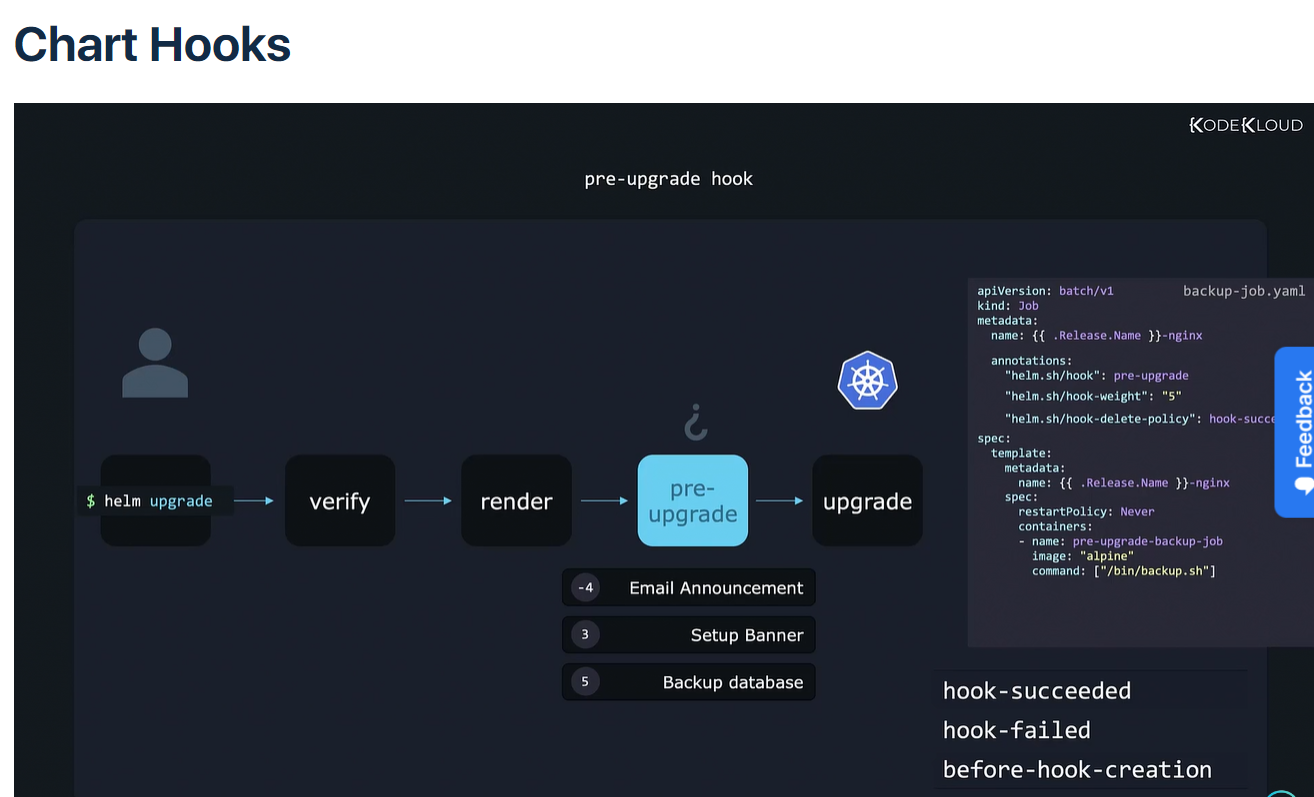 Chart Hooks
KODEKLOUD
pre-upgrade hook
apiVersion: batch/v1
backup-job.yaml
kind: Job
metadata:
name: {{ .Release.Name }}-nginx
annotations:
"helm.sh/hook": pre-upgrade
"helm.sh/hook-weight": "5"
"helm.sh/hook-delete-policy": hook-succe
spec:
template:
metadata:
name: {{ .Release.Name }}-nginx
spec:
restartPolicy: Never
containers:
- name: pre-upgrade-backup-job
image: "alpine"
command: ["/bin/backup.sh"]
Feedback
$ helm upgrade
verify
render
pre-
upgrade
upgrade
-4 Email Announcement
3 Setup Banner
5 Backup database
hook-succeeded
hook-failed
before-hook-creation